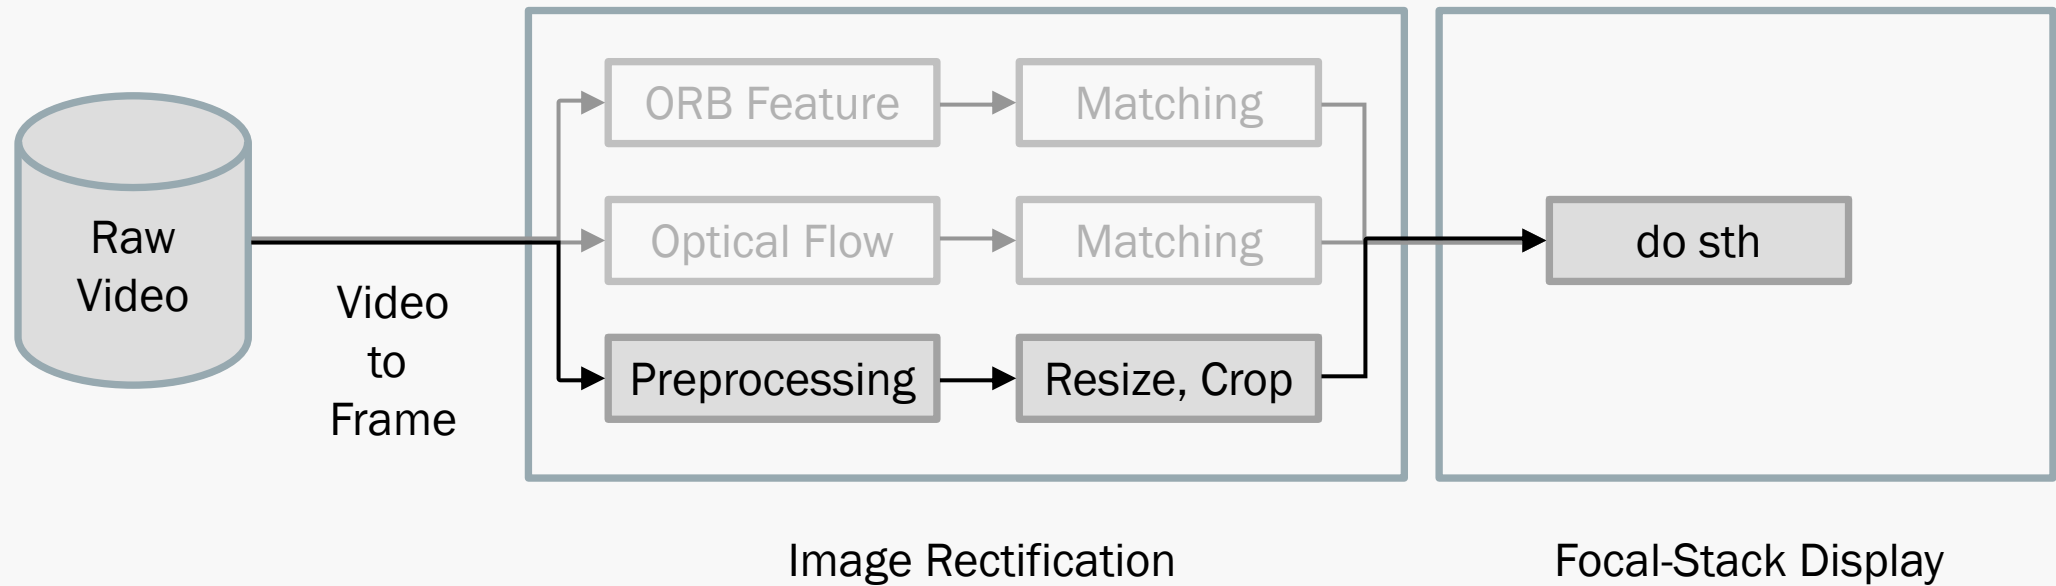 Raw
Video
Video
to
Frame
ORB Feature
Matching
Optical Flow
Matching
Preprocessing
Resize, Crop
do sth
Image Rectification
Focal-Stack Display